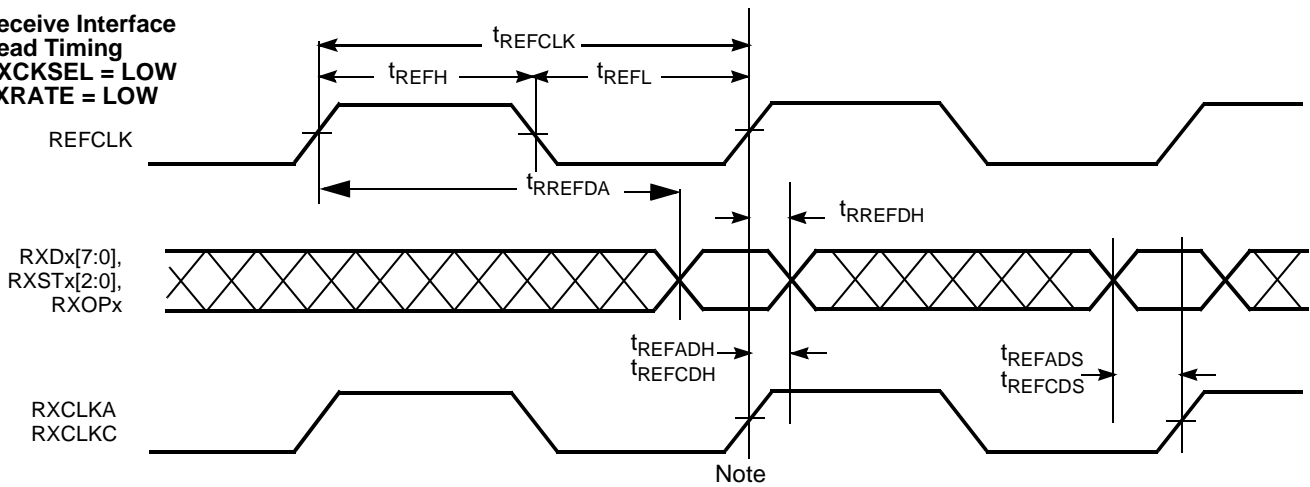 eceive Interface
ead Timing
XCKSEL = LOW
XRATE = LOW
tREFCLK
tREFH
tREFL
REFCLK
tRREFDA
tRREFDH
RXDx[7:0],
RXSTx[2:0],
RXOPx
tREFADH
tREFCDH
tREFADS
tREFCDS
RXCLKA
RXCLKC
Note